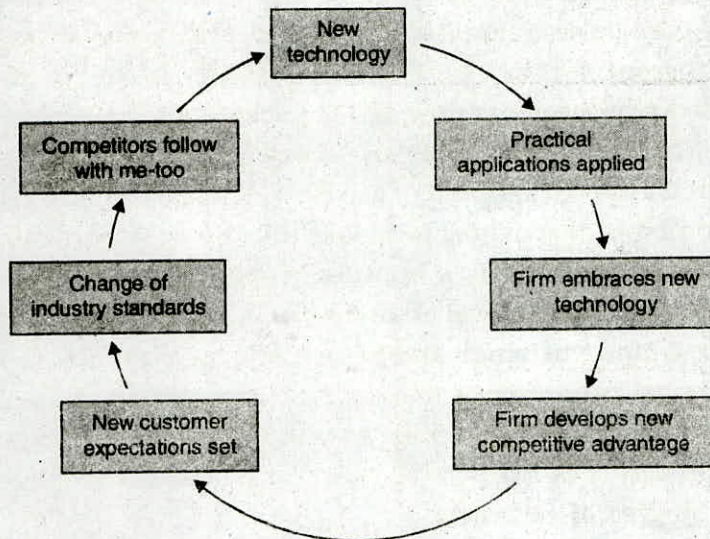 New
technology
Practical
applications applied
Firm embraces new
technology
Firm develops new
competitive advantage
New customer
expectations set
Change of
industry standards
Competitors follow
with me-too